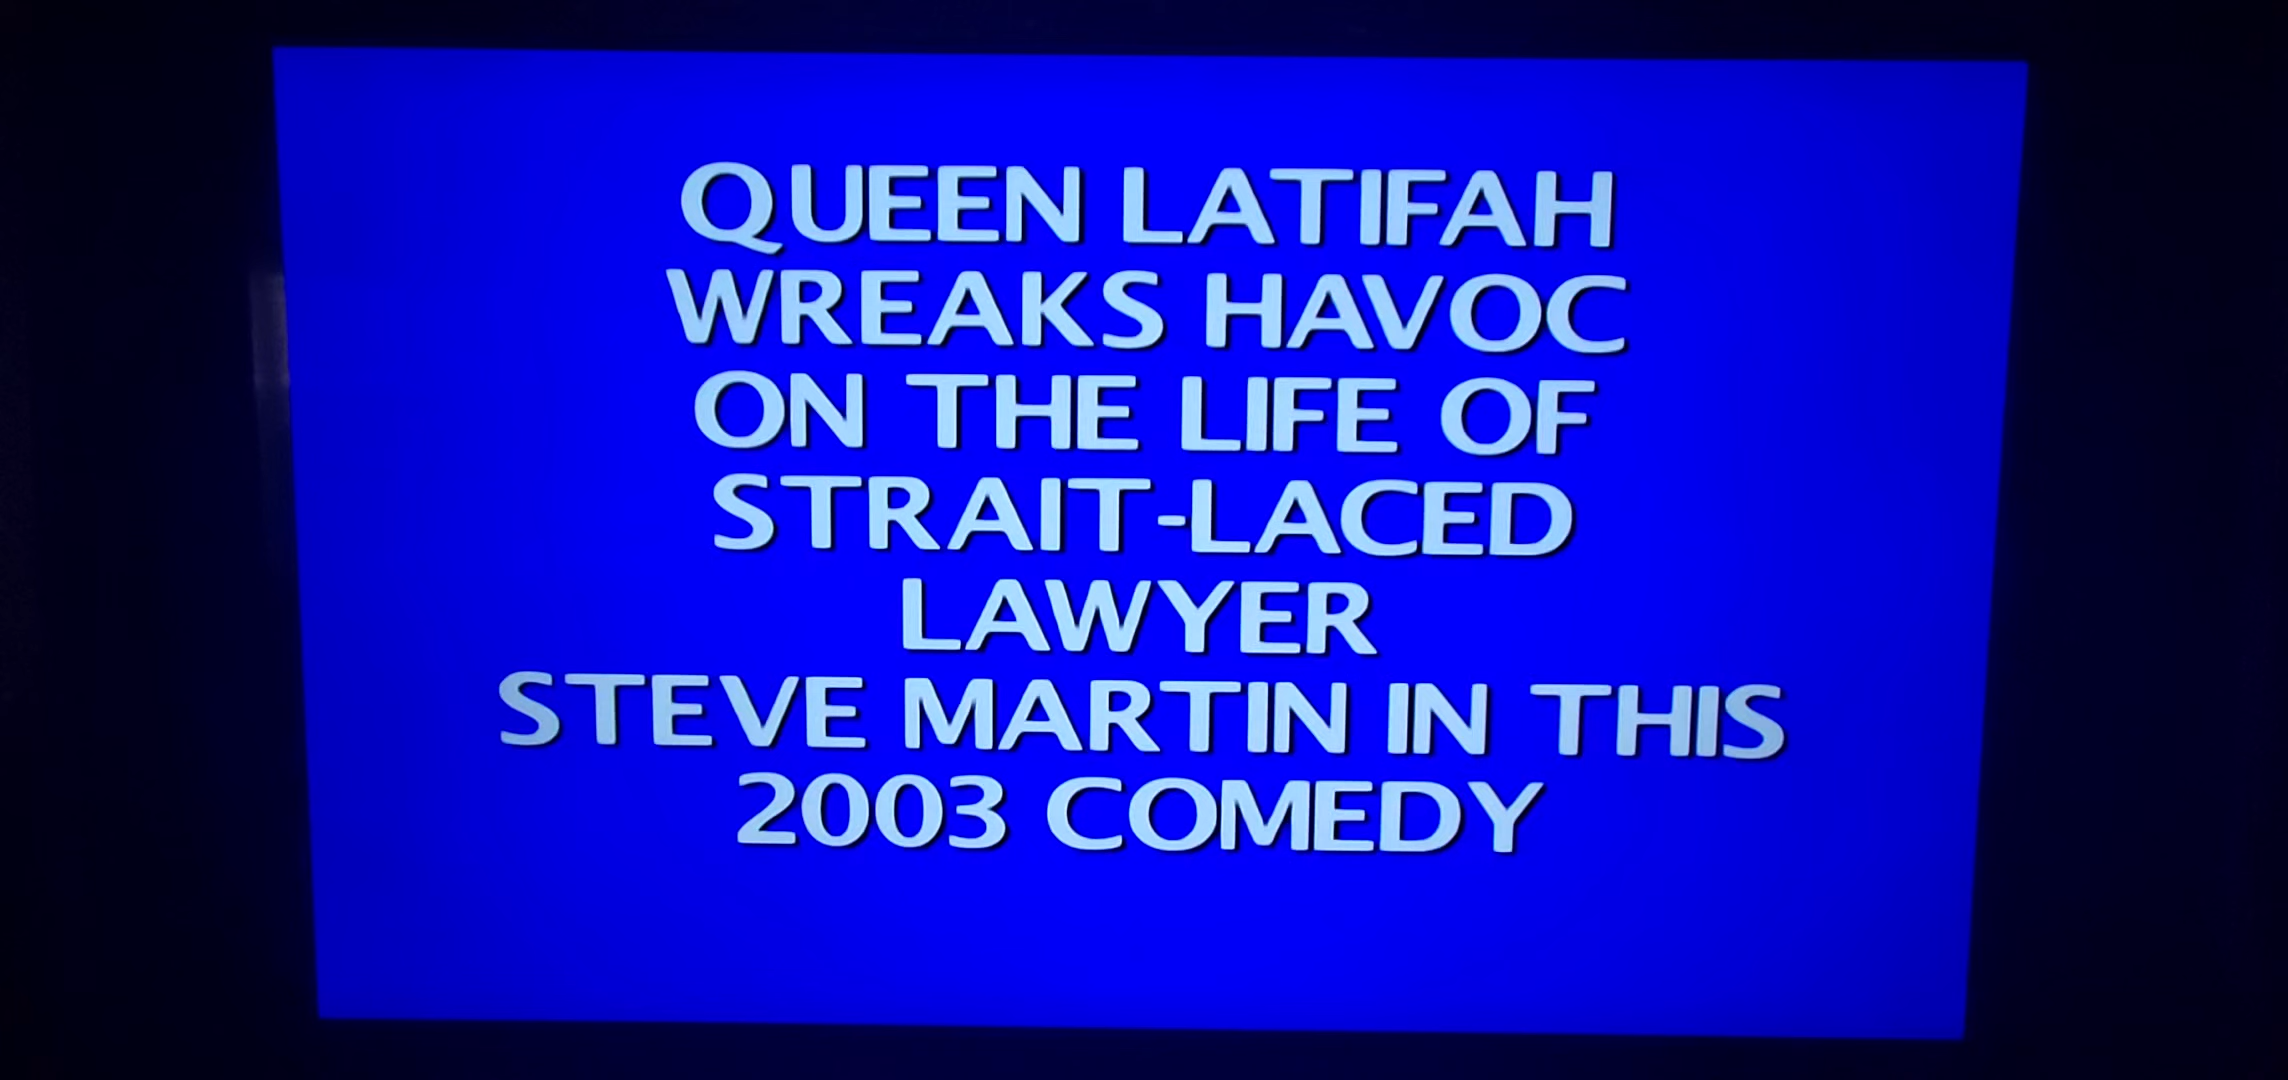 QUEEN LATIFAH
WREAKS HAVOC
ON THE LIFE OF
STRAIT-LACED
LAWYER
STEVE MARTIN IN THIS
2003 COMEDY